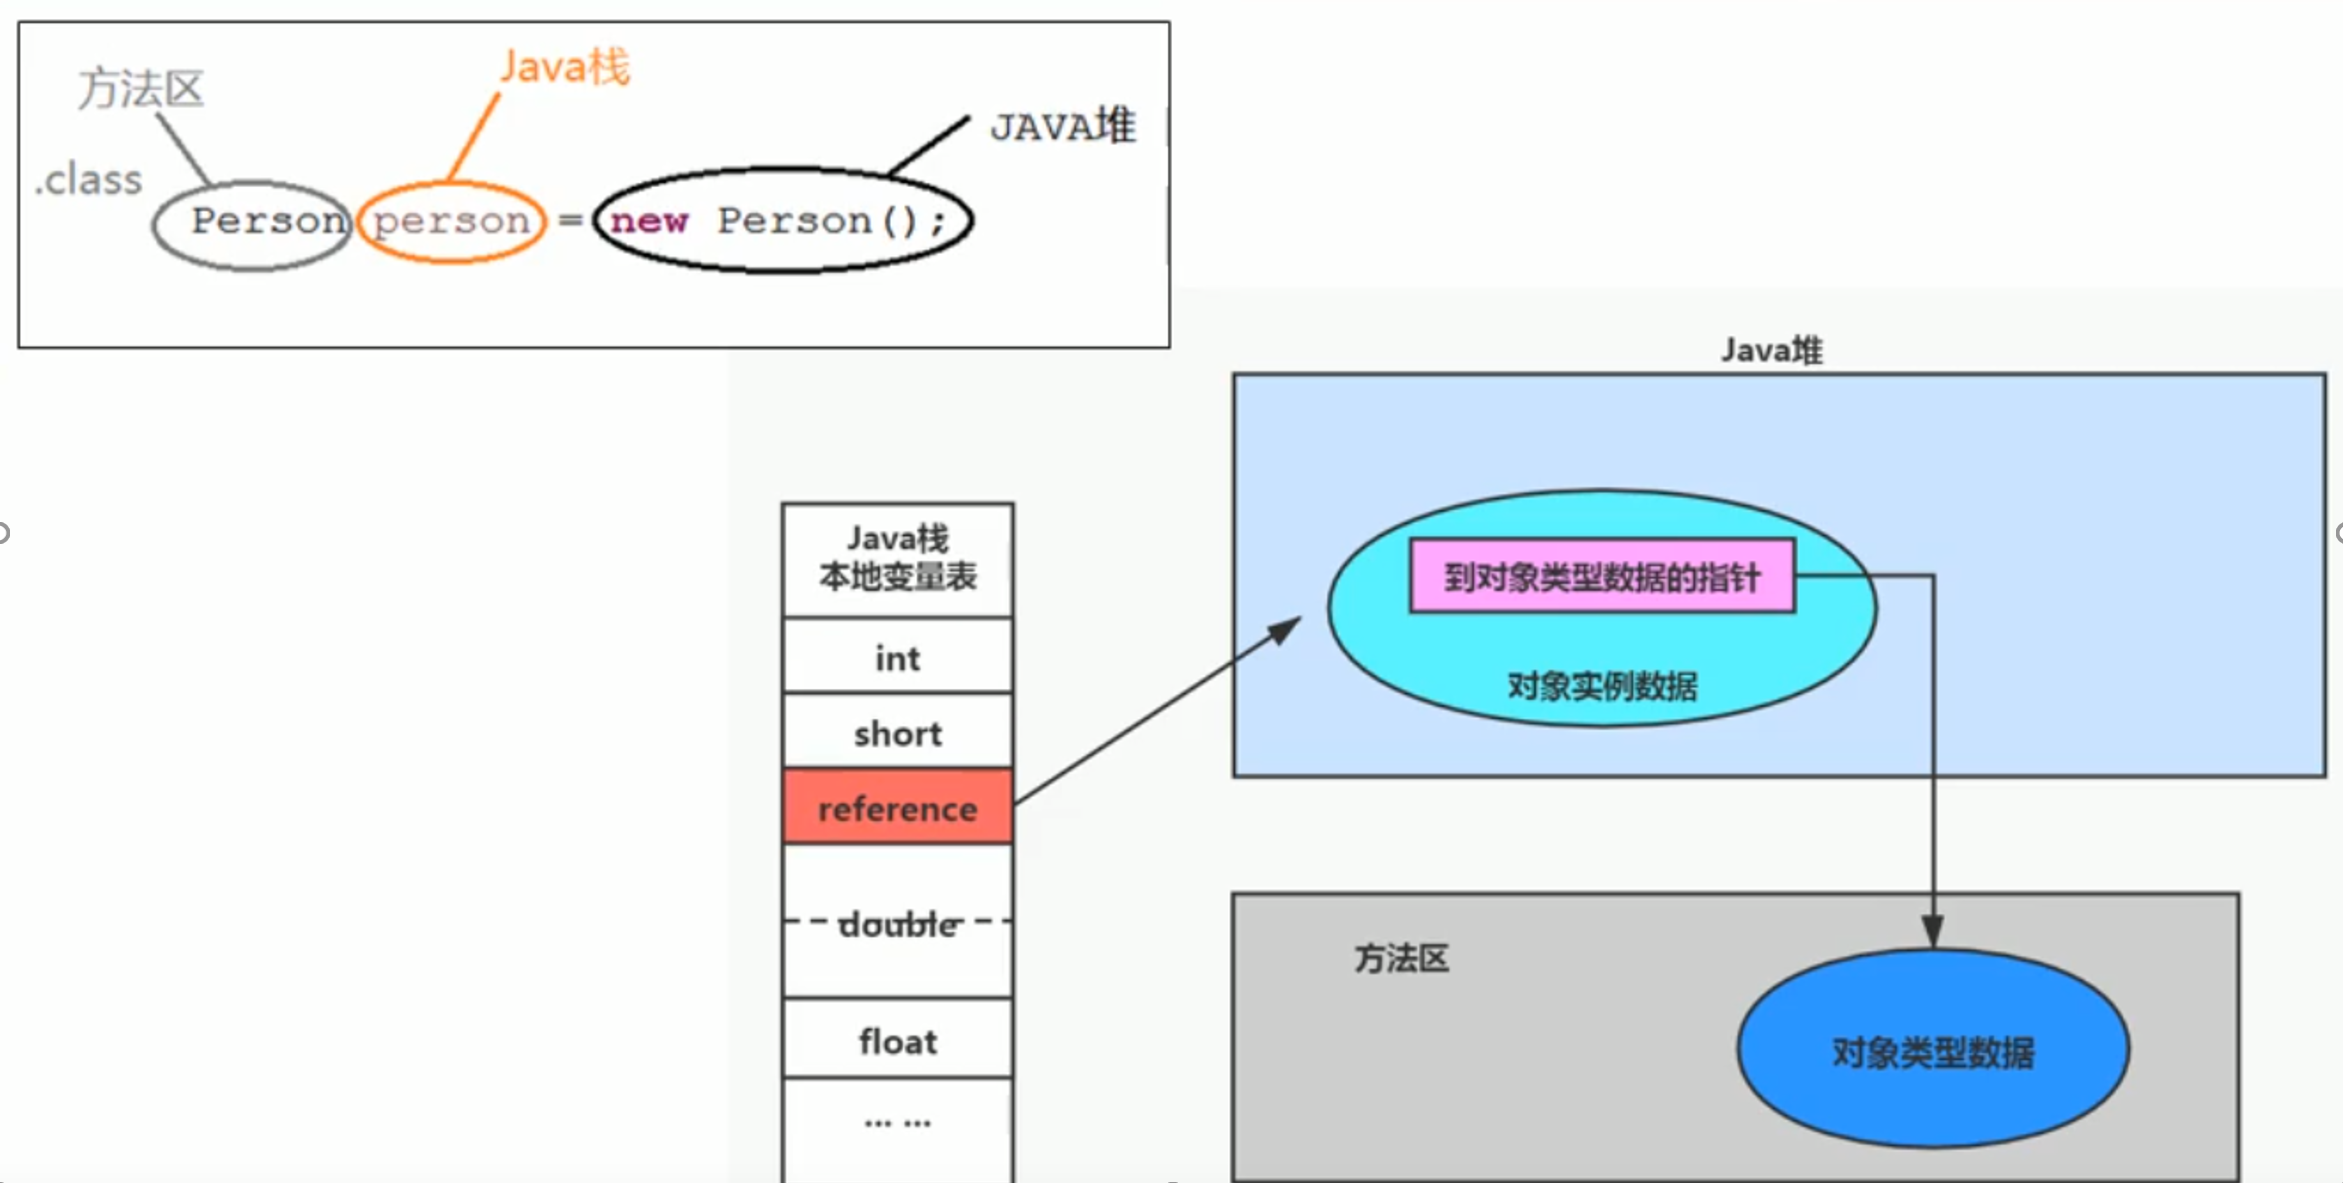 方法区
Java栈
JAVA堆
.class
Person person = new Person();
Java堆
Java栈
本地变量表
int
short
reference
double
float
... ...
到对象类型数据的指针
对象实例数据
方法区
对象类型数据